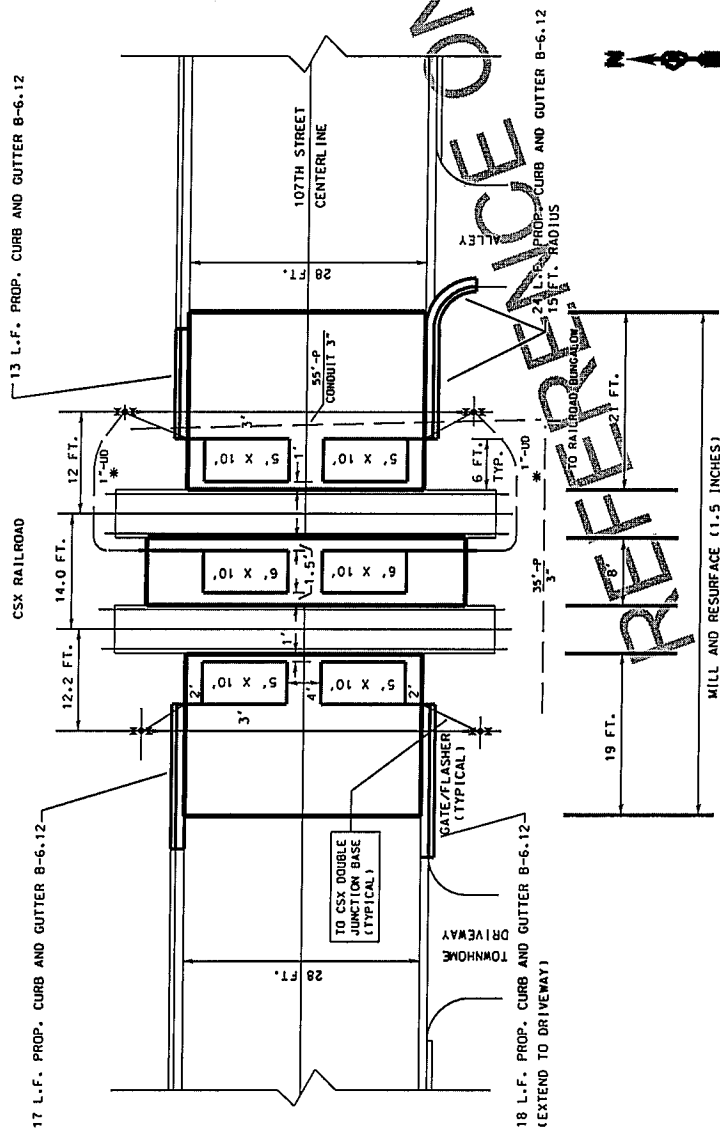 13 L.F. PROP. CURB AND GUTTER B-6.12
17 L.F. PROP. CURB AND GUTTER B-6.12
CSX RAILROAD
12.2 FT.
14.0 FT.
12 FT.
1"-UD
*
3'
55'-P
CONDUIT 3"
28 FT.
107TH STREET
CENTERLINE
2'
5' X 10'
5' X 10'
3'
4'
2'
1'
6' X 10'
6' X 10'
1.5'
5' X 10'
5' X 10'
1'
28 FT.
TO CSX DOUBLE
JUNCTION BASE
(TYPICAL)
GATE/FLASHER
(TYPICAL)
TOWNHOME
DRIVEWAY
18 L.F. PROP. CURB AND GUTTER B-6.12
(EXTEND TO DRIVEWAY)
6 FT.
TYP.
1"-UD
*
ALLEY
24 L.F. PROP. CURB AND GUTTER B-6.12
15 FT. RADIUS
TO RAILROAD BUNGALOW
35'-P
3"
19 FT.
8'
21 FT.
MILL AND RESURFACE (1.5 INCHES)
N
REFERENCE ON